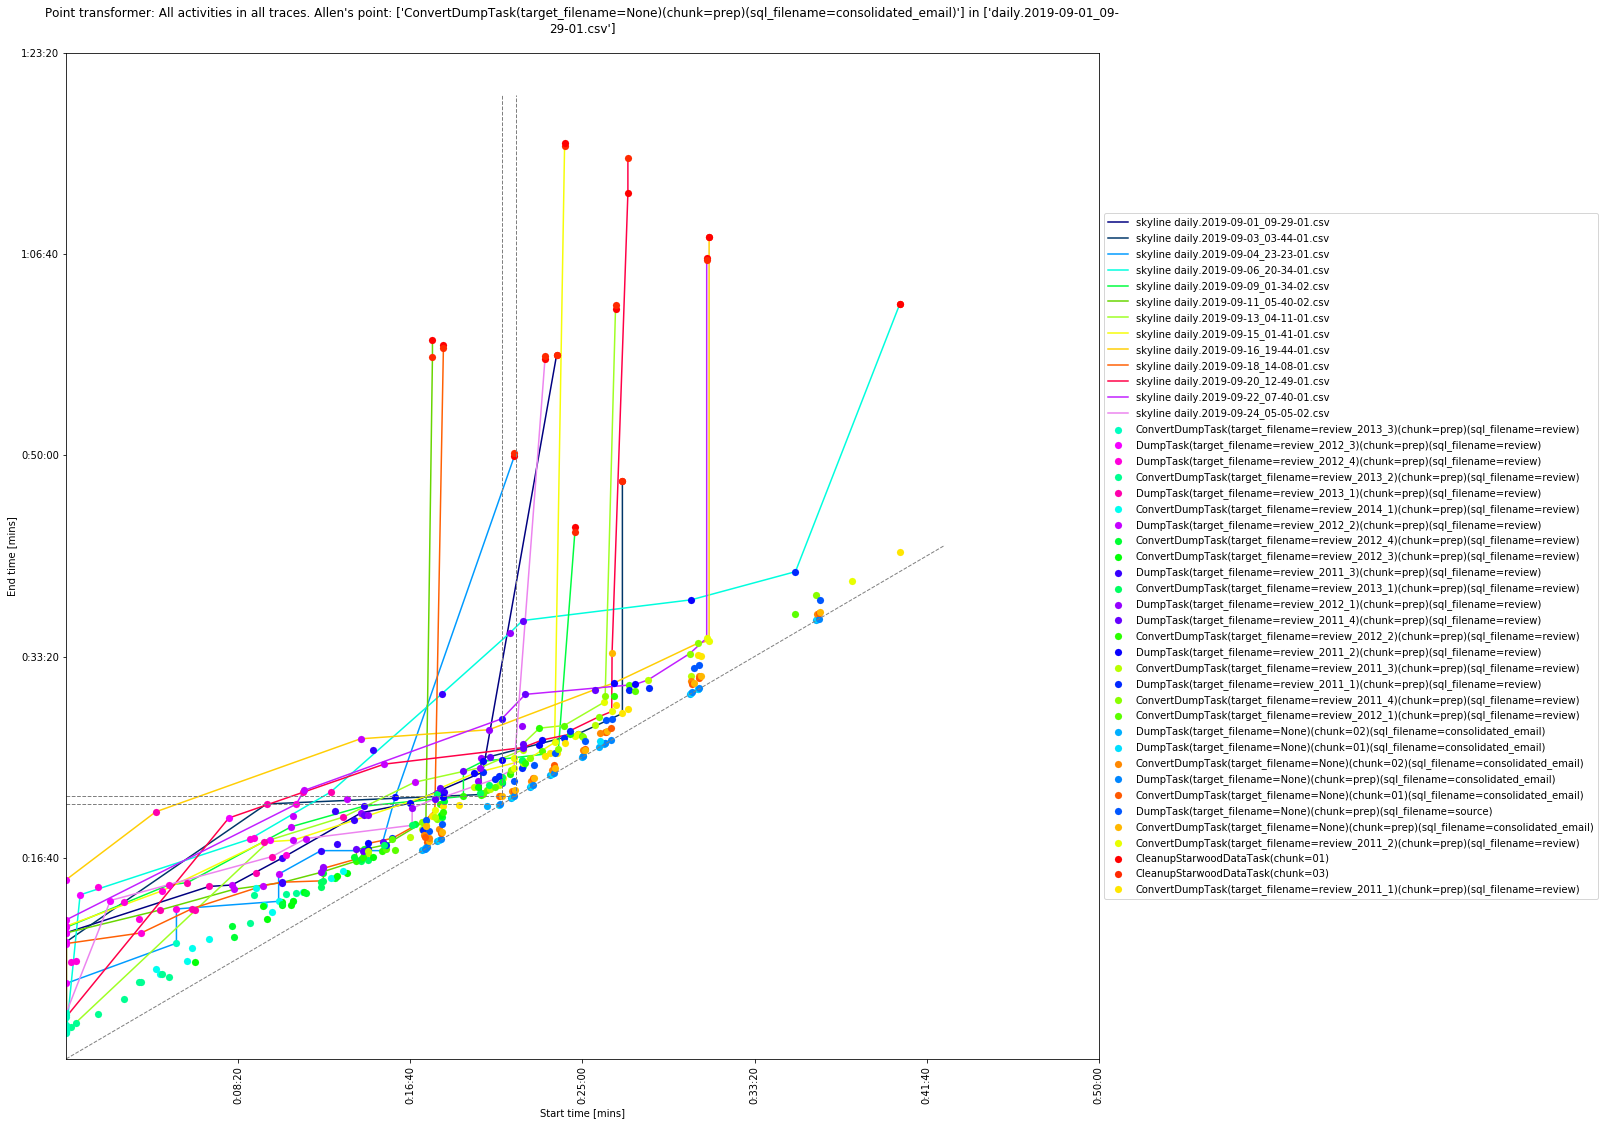 Point transformer: All activities in all traces. Allen's point: ['ConvertDumpTask(target_filename=None)(chunk=prep)(sql_filename=consolidated_email)'] in ['daily.2019-09-01_09-
29-01.csv']
1:23:20
1:06:40
0:50:00
0:33:20
0:16:40
End time [mins]
0:08:20
0:16:40
0:25:00
0:33:20
0:41:40
0:50:00
Start time [mins]
skyline daily.2019-09-01_09-29-01.csv
skyline daily.2019-09-03_03-44-01.csv
skyline daily.2019-09-04_23-23-01.csv
skyline daily.2019-09-06_20-34-01.csv
skyline daily.2019-09-09_01-34-02.csv
skyline daily.2019-09-11_05-40-02.csv
skyline daily.2019-09-13_04-11-01.csv
skyline daily.2019-09-15_01-41-01.csv
skyline daily.2019-09-16_19-44-01.csv
skyline daily.2019-09-18_14-08-01.csv
skyline daily.2019-09-20_12-49-01.csv
skyline daily.2019-09-22_07-40-01.csv
skyline daily.2019-09-24_05-05-02.csv
ConvertDumpTask(target_filename=review_2013_3)(chunk=prep)(sql_filename=review)
DumpTask(target_filename=review_2012_3)(chunk=prep)(sql_filename=review)
DumpTask(target_filename=review_2012_4)(chunk=prep)(sql_filename=review)
ConvertDumpTask(target_filename=review_2013_2)(chunk=prep)(sql_filename=review)
DumpTask(target_filename=review_2013_1)(chunk=prep)(sql_filename=review)
ConvertDumpTask(target_filename=review_2014_1)(chunk=prep)(sql_filename=review)
DumpTask(target_filename=review_2012_2)(chunk=prep)(sql_filename=review)
ConvertDumpTask(target_filename=review_2012_4)(chunk=prep)(sql_filename=review)
ConvertDumpTask(target_filename=review_2012_3)(chunk=prep)(sql_filename=review)
DumpTask(target_filename=review_2011_3)(chunk=prep)(sql_filename=review)
ConvertDumpTask(target_filename=review_2013_1)(chunk=prep)(sql_filename=review)
DumpTask(target_filename=review_2012_1)(chunk=prep)(sql_filename=review)
DumpTask(target_filename=review_2011_4)(chunk=prep)(sql_filename=review)
ConvertDumpTask(target_filename=review_2012_2)(chunk=prep)(sql_filename=review)
DumpTask(target_filename=review_2011_2)(chunk=prep)(sql_filename=review)
ConvertDumpTask(target_filename=review_2011_3)(chunk=prep)(sql_filename=review)
DumpTask(target_filename=review_2011_1)(chunk=prep)(sql_filename=review)
ConvertDumpTask(target_filename=review_2011_4)(chunk=prep)(sql_filename=review)
ConvertDumpTask(target_filename=review_2012_1)(chunk=prep)(sql_filename=review)
DumpTask(target_filename=None)(chunk=02)(sql_filename=consolidated_email)
DumpTask(target_filename=None)(chunk=01)(sql_filename=consolidated_email)
ConvertDumpTask(target_filename=None)(chunk=02)(sql_filename=consolidated_email)
DumpTask(target_filename=None)(chunk=prep)(sql_filename=consolidated_email)
ConvertDumpTask(target_filename=None)(chunk=01)(sql_filename=consolidated_email)
DumpTask(target_filename=None)(chunk=prep)(sql_filename=source)
ConvertDumpTask(target_filename=None)(chunk=prep)(sql_filename=consolidated_email)
ConvertDumpTask(target_filename=review_2011_2)(chunk=prep)(sql_filename=review)
CleanupStarwoodDataTask(chunk=01)
CleanupStarwoodDataTask(chunk=03)
ConvertDumpTask(target_filename=review_2011_1)(chunk=prep)(sql_filename=review)